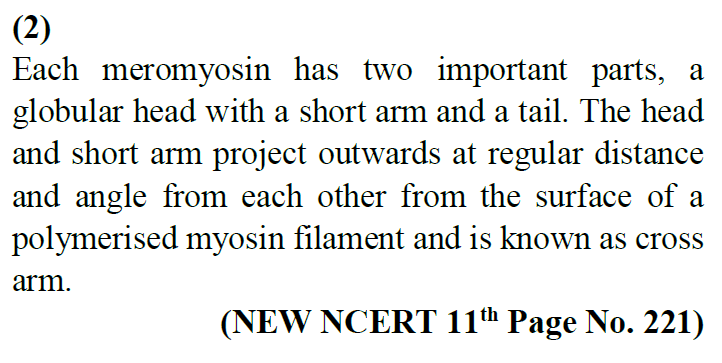 (2)
Each meromyosin has two important parts, a
globular head with a short arm and a tail. The head
and short arm project outwards at regular distance
and angle from each other from the surface of a
polymerised myosin filament and is known as cross
arm.
(NEW NCERT 11th Page No. 221)